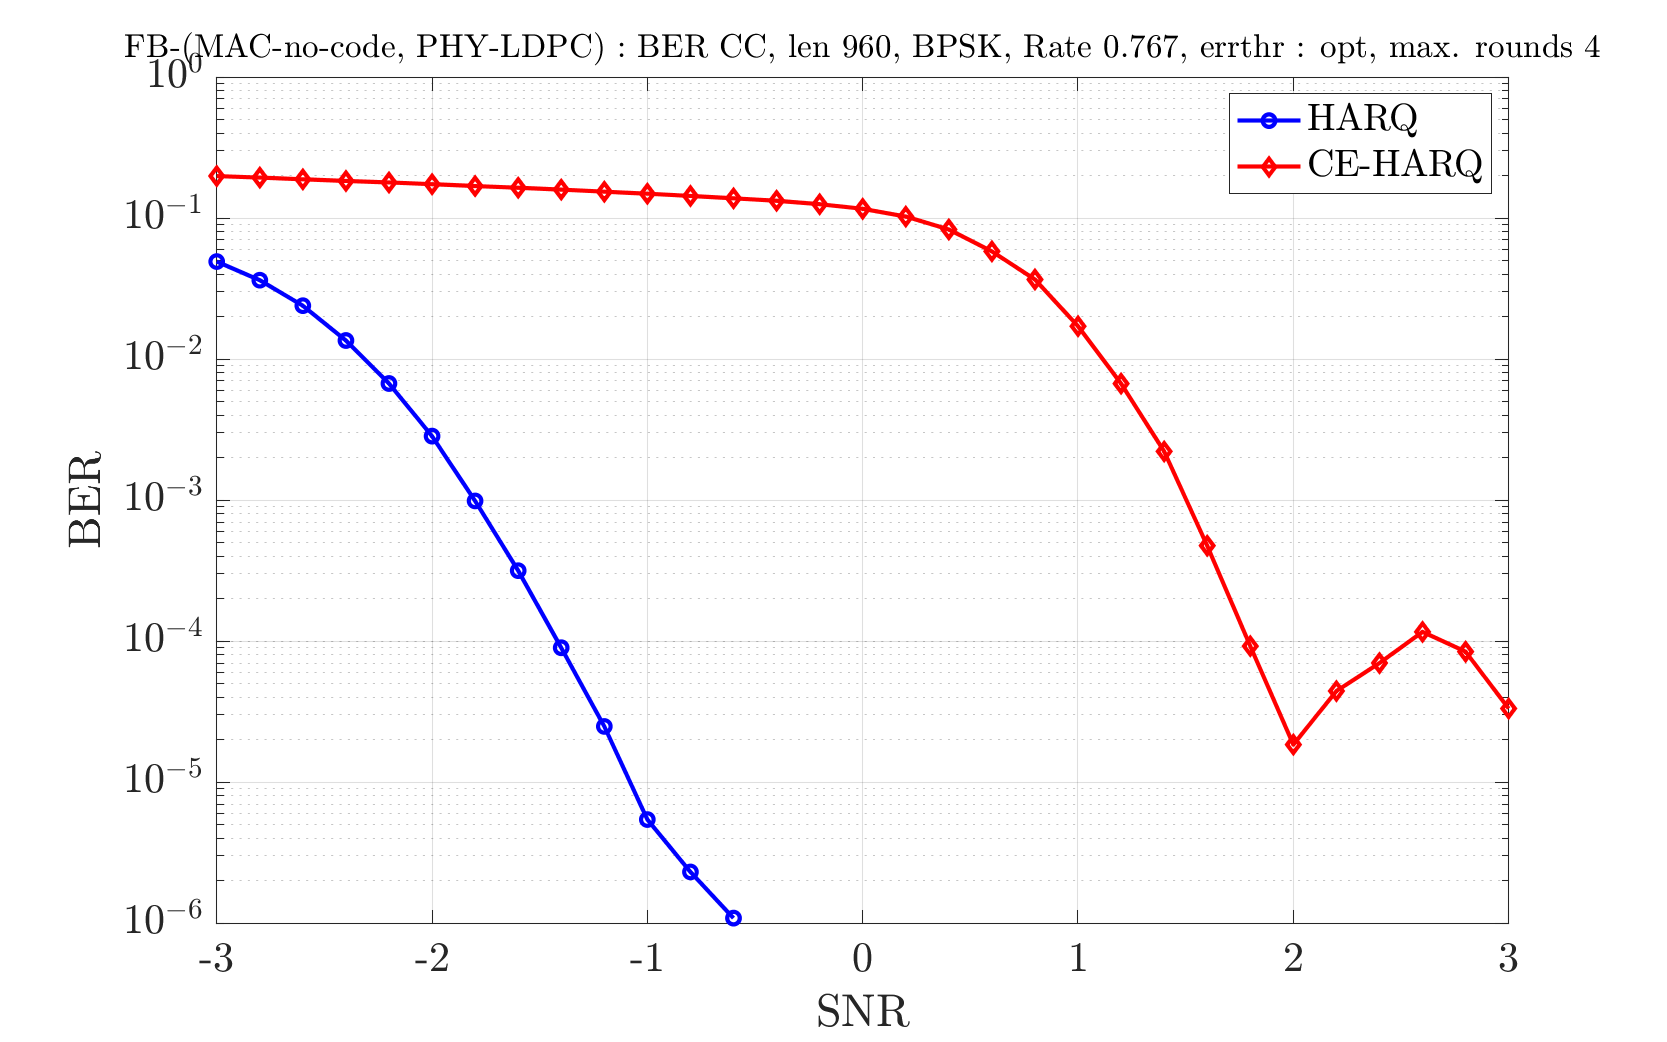 FB-(MAC-no-code, PHY-LDPC) : BER CC, len 960, BPSK, Rate 0.767, errthr : opt, max. rounds 4
10^0
HARQ
CE-HARQ
10^−1
10^−2
10^−3
10^−4
10^−5
10^−6
BER
-3 -2 -1 0 1 2 3
SNR